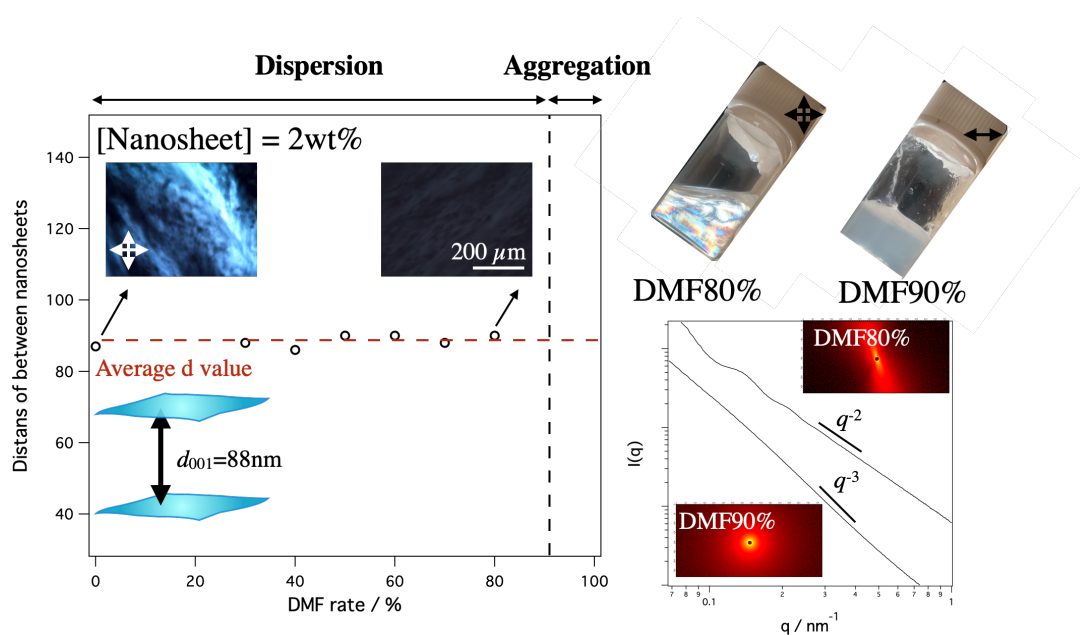 Dispersion
Aggregation
[Nanosheet] = 2wt%
200 µm
Average d value
d001=88nm
Distans of between nanosheets
140
120
100
80
60
40
0
20
40
60
80
100
DMF rate / %
DMF80%
DMF90%
DMF80%
q-2
q-3
DMF90%
I(q)
7
8
9
0.1
2
3
4
5
6
7
8
9
1
q / nm-1